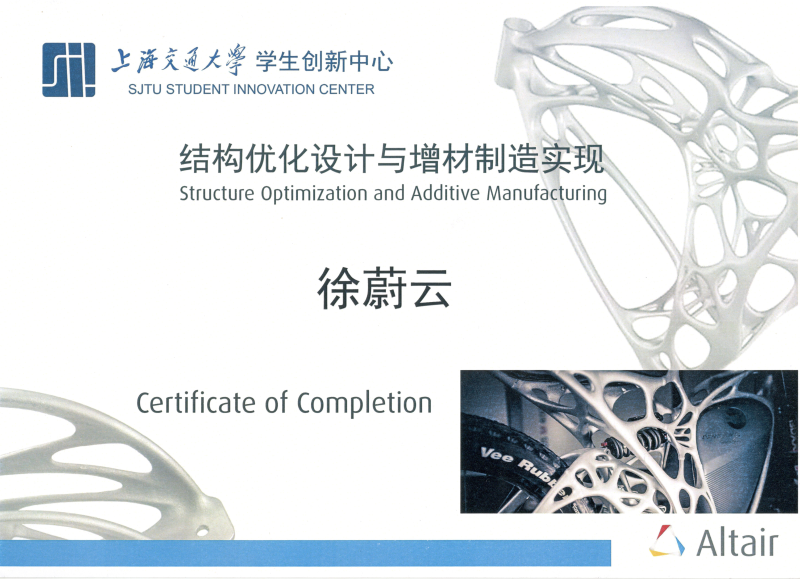 上海交通大學 学生创新中心
SJTU STUDENT INNOVATION CENTER
结构优化设计与增材制造实现
Structure Optimization and Additive Manufacturing
徐蔚云
Certificate of Completion
Vee Rubbe
Altair